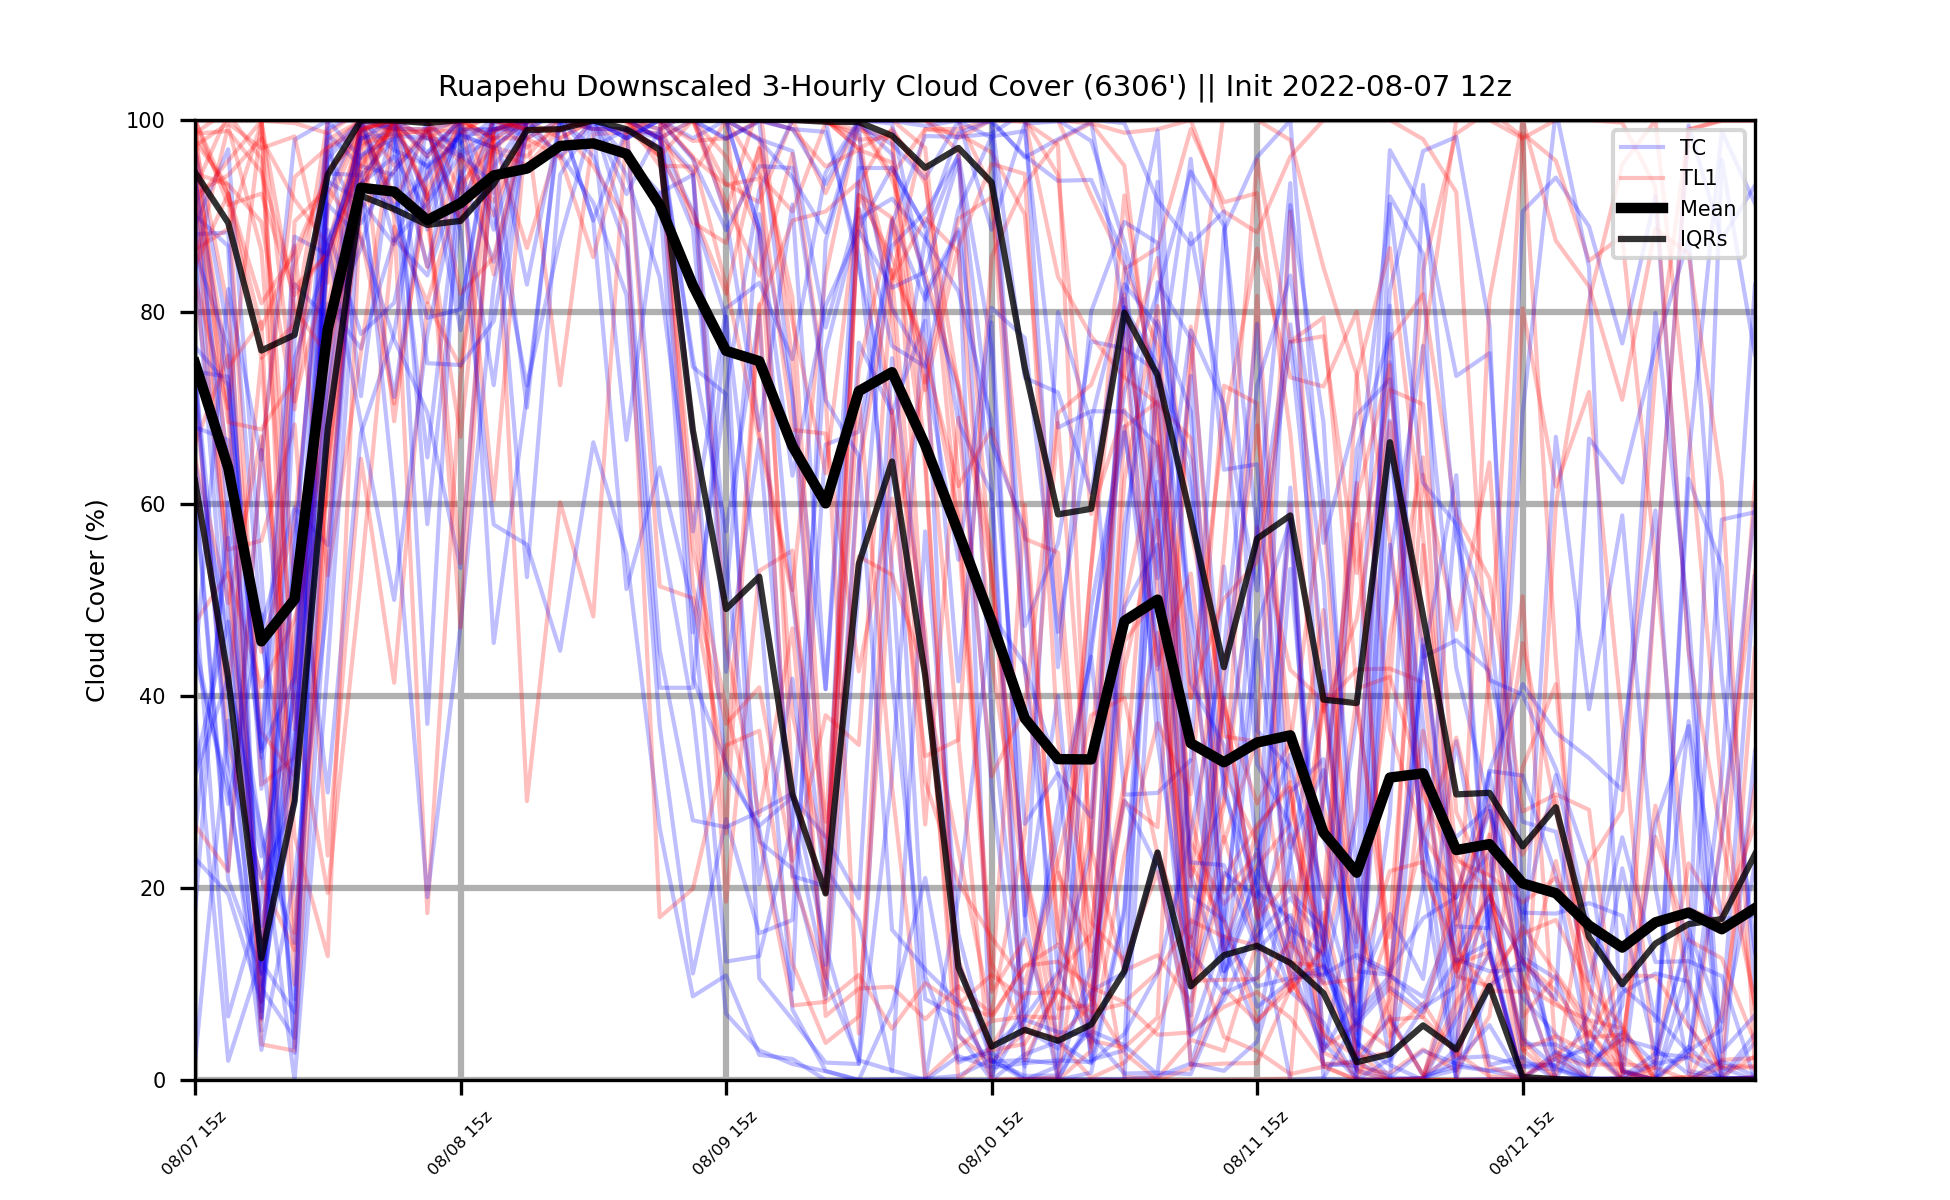 Ruapehu Downscaled 3-Hourly Cloud Cover (6306') || Init 2022-08-07 12z
Cloud Cover (%)
100
80
60
40
20
0
TC
TL1
Mean
IQRs
08/07 15z
08/08 15z
08/09 15z
08/10 15z
08/11 15z
08/12 15z